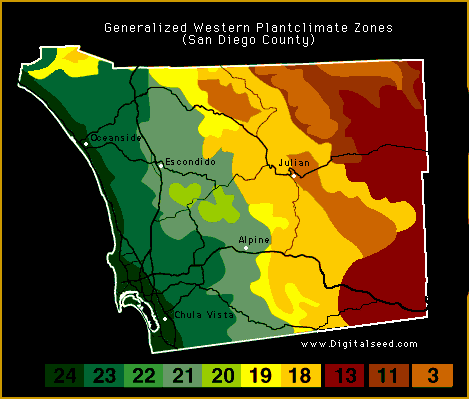 Generalized Western Plantclimate Zones
(San Diego County)
Oceanside
Escondido
Julian
Alpine
Chula Vista
www.Digitalseed.com
24 23 22 21 20 19 18 13 11 3